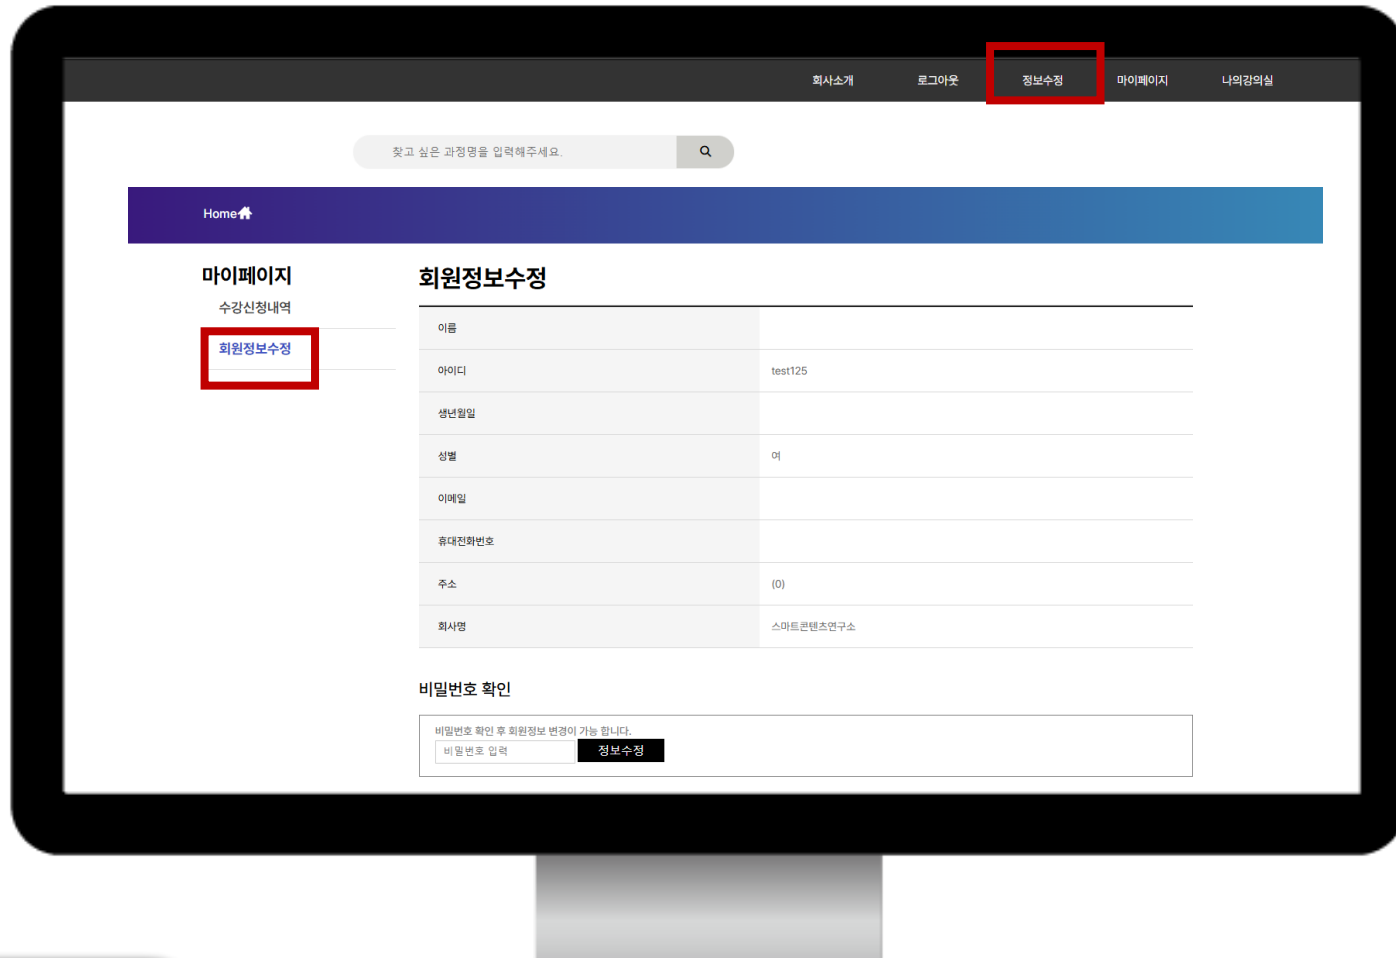 회사소개 로그아웃 정보수정 마이페이지 나의강의실
찾고 싶은 과정명을 입력해주세요.
Home
마이페이지
수강신청내역
회원정보수정
회원정보수정
이름
아이디 test125
생년월일
성별 여
이메일
휴대전화번호
주소 (0)
회사명 스마트콘텐츠연구소
비밀번호 확인
비밀번호 확인 후 회원정보 변경이 가능 합니다.
비밀번호 입력 정보수정